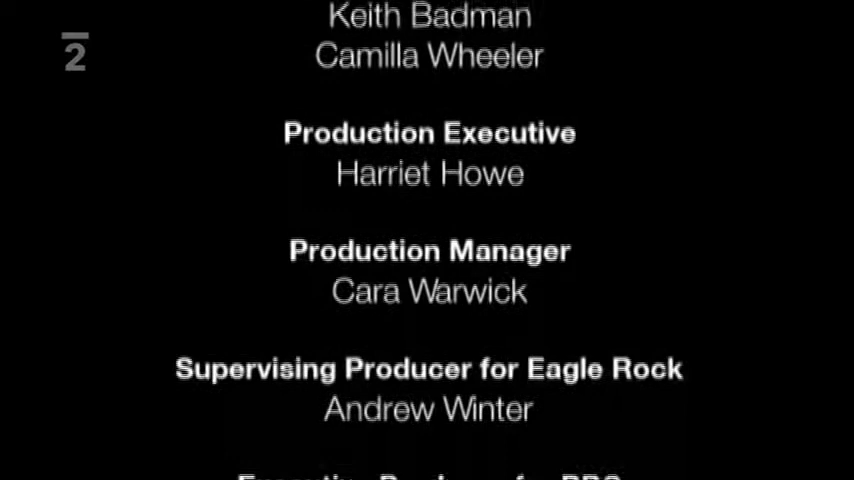 Keith Badman
2
Camilla Wheeler
Production Executive
Harriet Howe
Production Manager
Cara Warwick
Supervising Producer for Eagle Rock
Andrew Winter